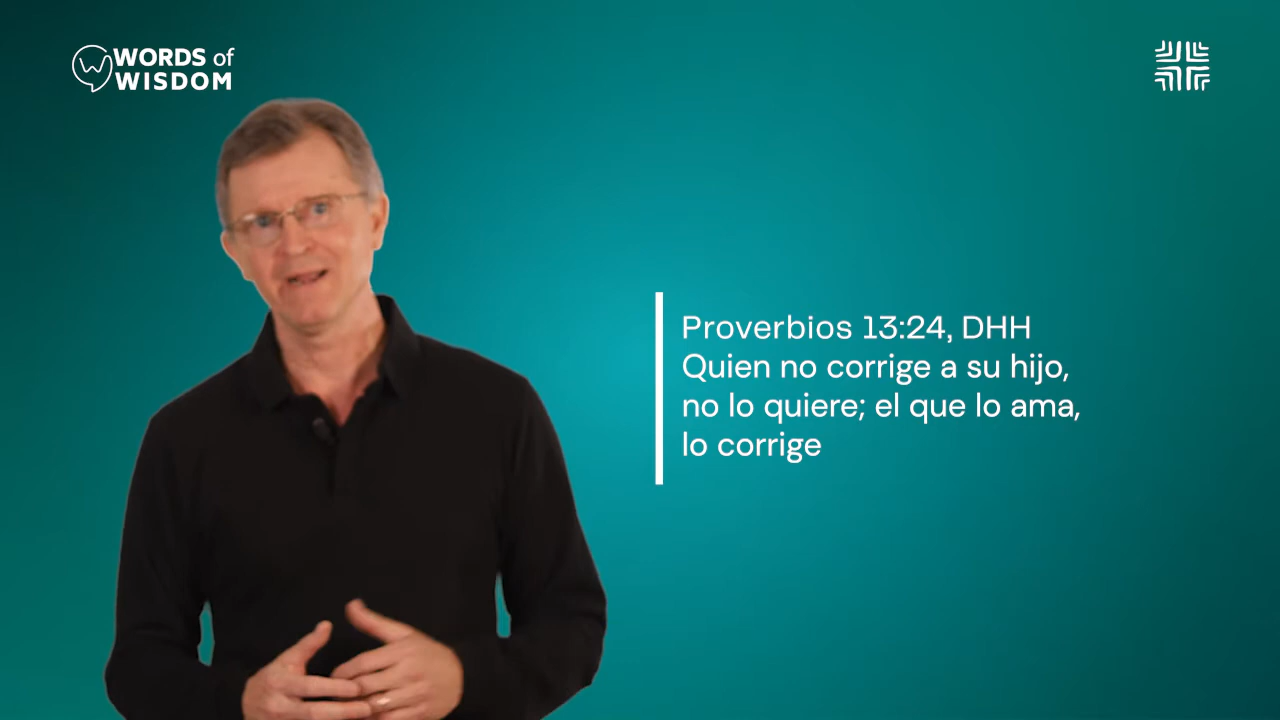 WORDS of
WISDOM
Proverbios 13:24, DHH
Quien no corrige a su hijo,
no lo quiere; el que lo ama,
lo corrige